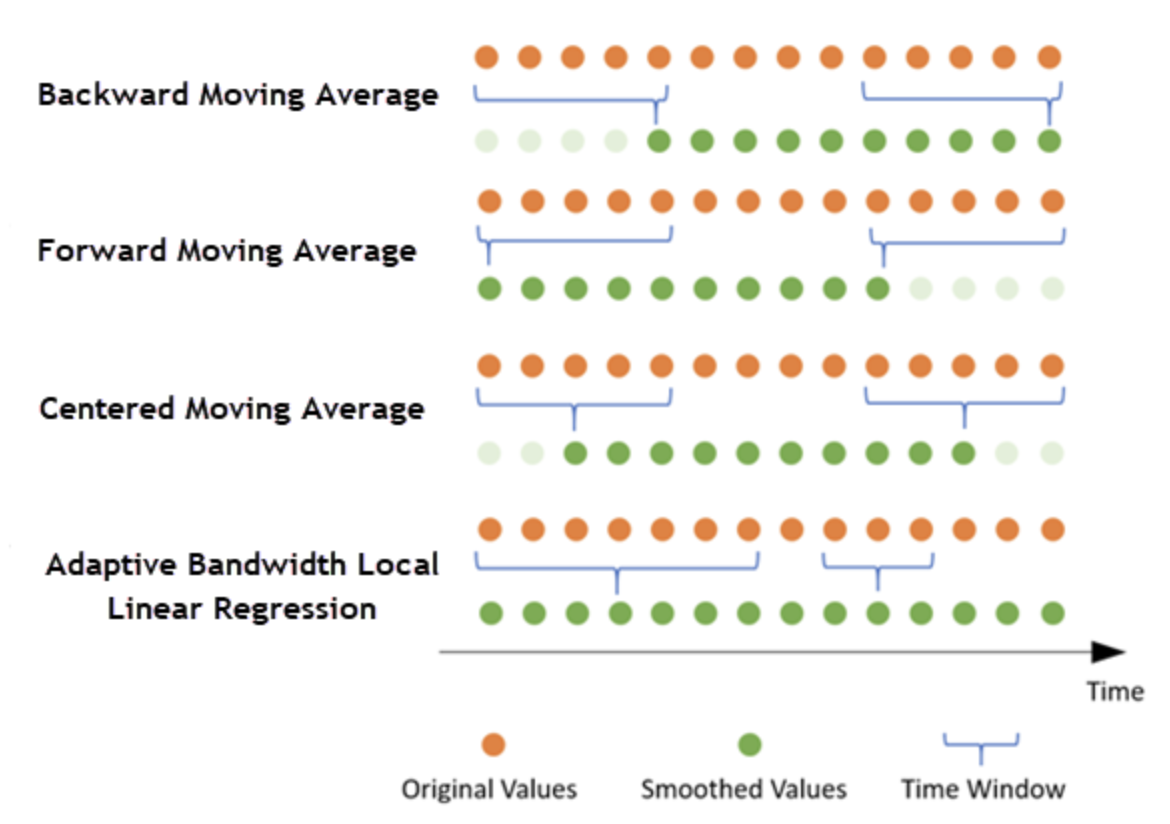 Backward Moving Average
Forward Moving Average
Centered Moving Average
Adaptive Bandwidth Local
Linear Regression
Time
Original Values
Smoothed Values
Time Window